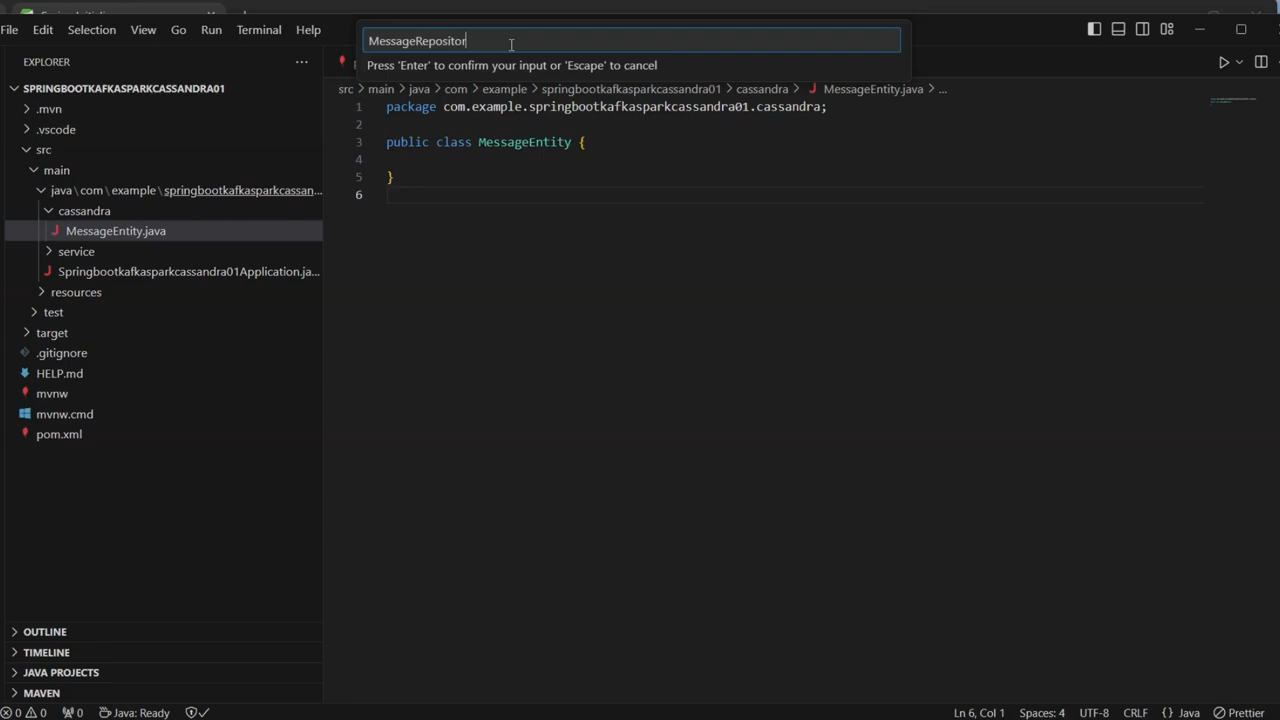 File Edit Selection View Go Run Terminal Help
MessageRepositor
Press 'Enter' to confirm your input or 'Escape' to cancel
EXPLORER
src > main > java > com > example > springbootkafkasparkcassandra01 > cassandra > MessageEntity.java > ...
SPRINGBOOTKAFKASPARKCASSANDRA01
.mvn
.vscode
src
main
java\com\example\springbootkafkasparkcassan...
cassandra
MessageEntity.java
service
Springbootkafkasparkcassandra01Application.ja...
resources
test
target
.gitignore
HELP.md
mvnw
mvnw.cmd
pom.xml
1 package com.example.springbootkafkasparkcassandra01.cassandra;
2
3 public class MessageEntity {
4
5 }
6
OUTLINE
TIMELINE
JAVA PROJECTS
MAVEN
0 0 0 Java: Ready
Ln 6, Col 1 Spaces: 4 UTF-8 CRLF {} Java Prettier